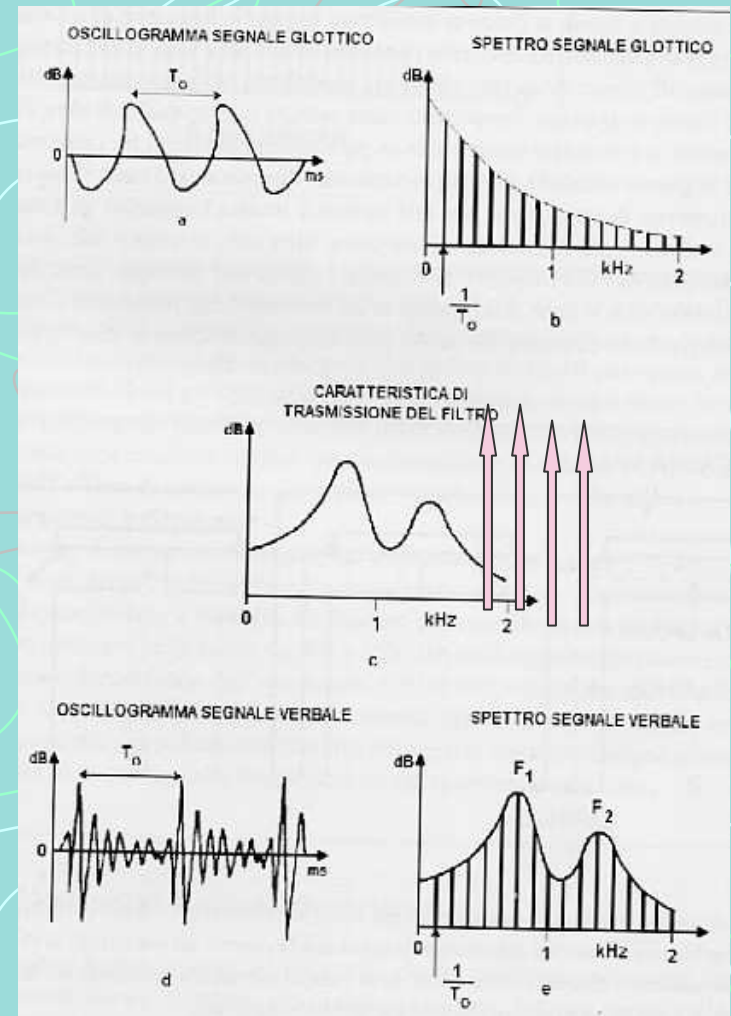 OSCILLOGRAMMA SEGNALE GLOTTICO
dB
T₀
0
ms
a
SPETTRO SEGNALE GLOTTICO
dB
0
1
kHz
2
1
T₀
b
CARATTERISTICA DI
TRASMISSIONE DEL FILTRO
dB
0
1
kHz
2
c
OSCILLOGRAMMA SEGNALE VERBALE
dB
T₀
0
ms
d
SPETTRO SEGNALE VERBALE
dB
F₁
F₂
0
1
kHz
2
1
T₀
e